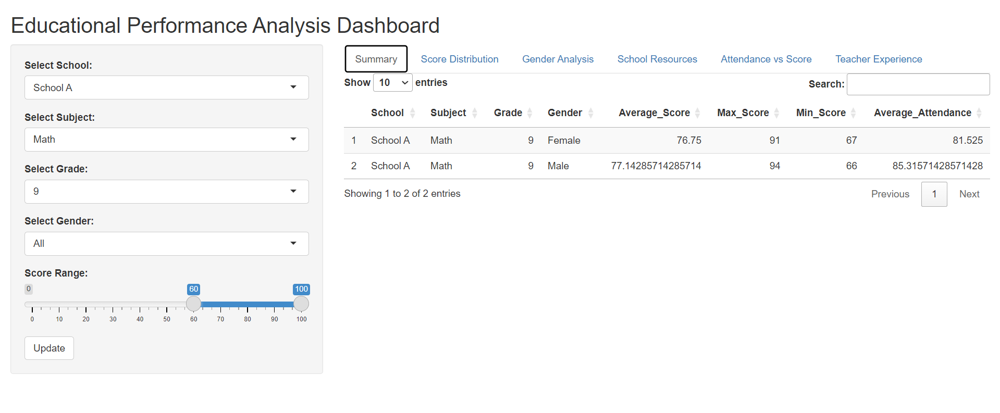 Educational Performance Analysis Dashboard
Select School:
School A
Select Subject:
Math
Select Grade:
9
Select Gender:
All
Score Range:
0 60 100
0 10 20 30 40 50 60 70 80 90 100
Update
Summary Score Distribution Gender Analysis School Resources Attendance vs Score Teacher Experience
Show 10 entries Search:
School Subject Grade Gender Average_Score Max_Score Min_Score Average_Attendance
1 School A Math 9 Female 76.75 91 67 81.525
2 School A Math 9 Male 77.14285714285714 94 66 85.31571428571428
Showing 1 to 2 of 2 entries Previous 1 Next